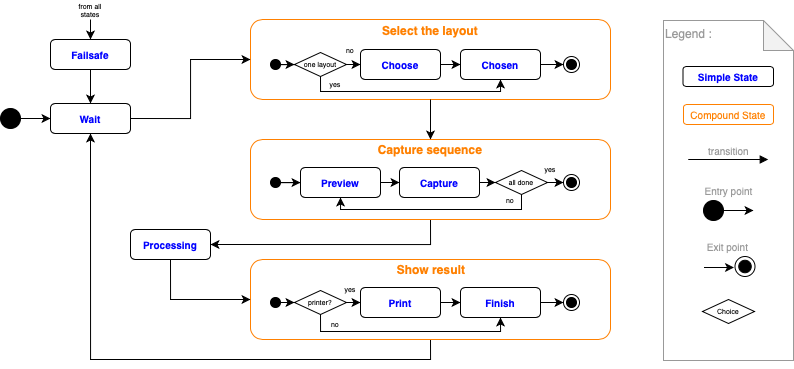 from all
states
Failsafe
Wait
Select the layout
one layout
no
yes
Choose
Chosen
Capture sequence
Preview
Capture
all done
yes
no
Processing
Show result
printer?
yes
no
Print
Finish
Legend :
Simple State
Compound State
transition
Entry point
Exit point
Choice